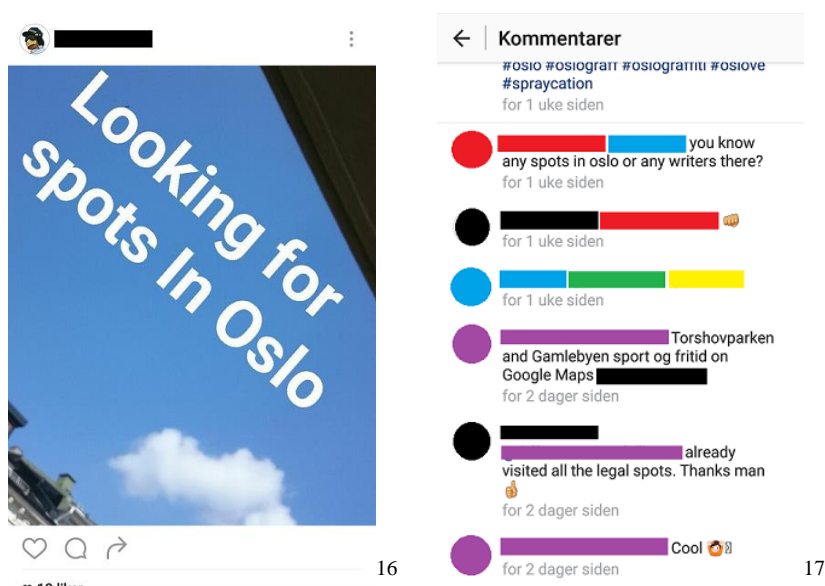 Looking for
spots In Oslo
16
Kommentarer
#oslo #oslograff #oslograffiti #oslove
#spraycation
for 1 uke siden
you know
any spots in oslo or any writers there?
for 1 uke siden
for 1 uke siden
for 1 uke siden
Torshovparken
and Gamlebyen sport og fritid on
Google Maps
for 2 dager siden
already
visited all the legal spots. Thanks man
for 2 dager siden
Cool
for 2 dager siden
17